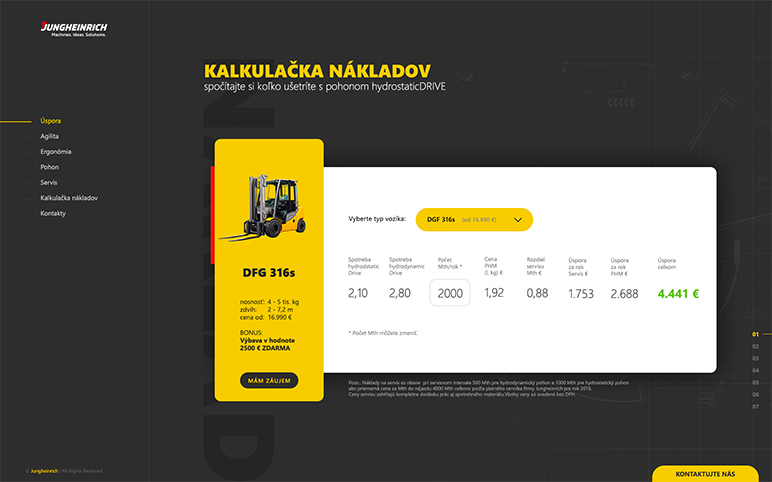 JUNGHEINRICH
Machines. Ideas. Solutions.
KALKULAČKA NÁKLADOV
spočítajte si koľko ušetríte s pohonom hydrostaticDRIVE
Úspora
Agilita
Ergonómia
Pohon
Servis
Kalkulačka nákladov
Kontakty
DFG 316s
nosnosť: 4 - 5 tis. kg
zdvih: 2 - 7,2 m
cena od: 16.990 €
BONUS:
Výbava v hodnote
2500 € ZDARMA
MÁM ZÁUJEM
Vyberte typ vozíka:
DGF 316s (od 16.990 €)
Spotreba hydrodstatic Drive
Spotreba hydrodynamic Drive
Počet Mth/rok *
Cena PHM (l, kg) €
Rozdiel servisu Mth €
Úspora za rok Servis €
Úspora za rok PHM €
Úspora celkom
2,10 2,80 2000 1,92 0,88 1.753 2.688 4.441 €
* Počet Mth môžete zmeniť.
Pozn.: Náklady na servis sú rátané pri servisnom intervale 500 Mth pre hydrodynamický pohon a 1000 Mth pre hydrostatický pohon
ako priemerná cena za Mth do nájazdu 4000 Mth celkovo podľa platného cenníka firmy Jungheinrich pre rok 2016.
Ceny servisu zahŕňajú kompletne dodávku prác aj spotrebného materiálu. Všetky ceny sú uvedené bez DPH.
01
02
03
04
05
06
07
© Jungheinrich | All Rights Reserved
KONTAKTUJTE NÁS